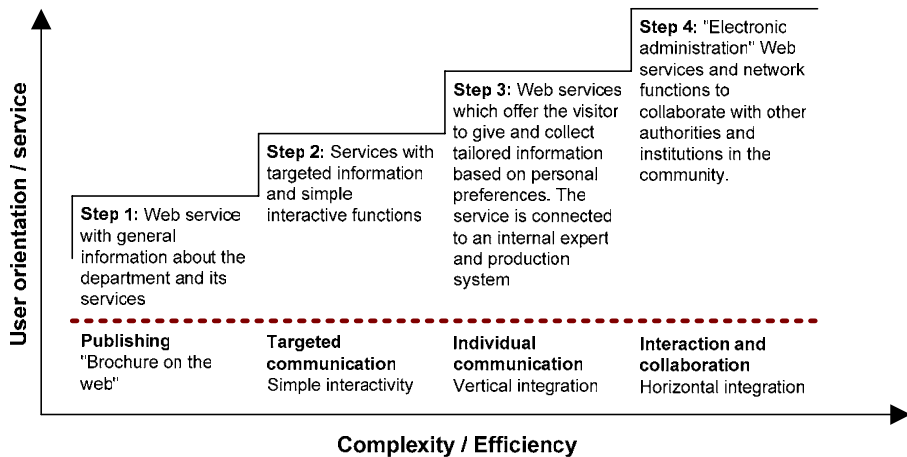 User orientation / service
Step 1: Web service
with general
information about the
department and its
services
Step 2: Services with
targeted information
and simple
interactive functions
Step 3: Web services
which offer the visitor
to give and collect
tailored information
based on personal
preferences. The
service is connected
to an internal expert
and production
system
Step 4: "Electronic
administration" Web
services and network
functions to
collaborate with other
authorities and
institutions in the
community.
Publishing
"Brochure on the
web"
Targeted
communication
Simple interactivity
Individual
communication
Vertical integration
Interaction and
collaboration
Horizontal integration
Complexity / Efficiency